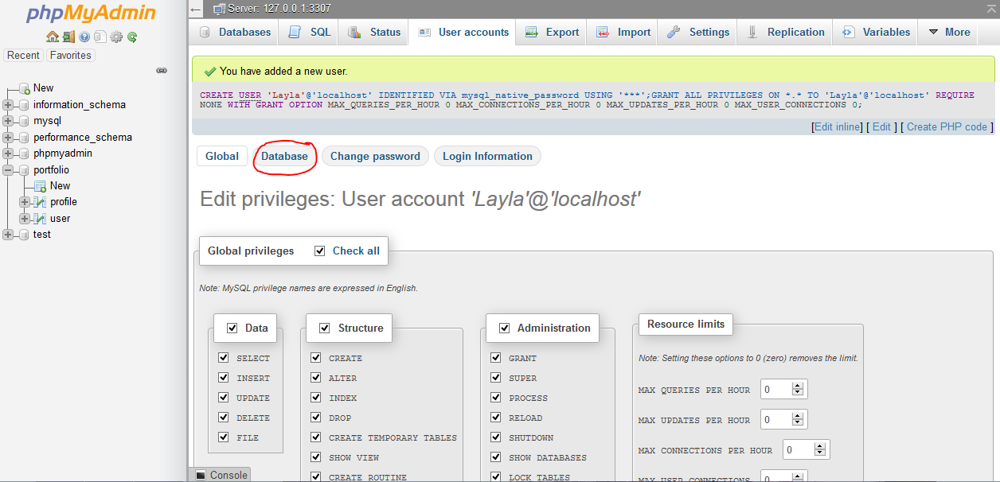 phpMyAdmin
Recent Favorites
New
information_schema
mysql
performance_schema
phpmyadmin
portfolio
New
profile
user
test
Server: 127.0.0.1:3307
Databases SQL Status User accounts Export Import Settings Replication Variables More
You have added a new user.
CREATE USER 'Layla'@'localhost' IDENTIFIED VIA mysql_native_password USING '***';GRANT ALL PRIVILEGES ON *.* TO 'Layla'@'localhost' REQUIRE
NONE WITH GRANT OPTION MAX_QUERIES_PER_HOUR 0 MAX_CONNECTIONS_PER_HOUR 0 MAX_UPDATES_PER_HOUR 0 MAX_USER_CONNECTIONS 0;
[Edit inline] [ Edit ] [ Create PHP code ]
Global Database Change password Login Information
Edit privileges: User account 'Layla'@'localhost'
Global privileges Check all
Note: MySQL privilege names are expressed in English.
Data
SELECT
INSERT
UPDATE
DELETE
FILE
Structure
CREATE
ALTER
INDEX
DROP
CREATE TEMPORARY TABLES
SHOW VIEW
CREATE ROUTINE
Administration
GRANT
SUPER
PROCESS
RELOAD
SHUTDOWN
SHOW DATABASES
LOCK TABLES
Resource limits
Note: Setting these options to 0 (zero) removes the limit.
MAX QUERIES PER HOUR 0
MAX UPDATES PER HOUR 0
MAX CONNECTIONS PER HOUR 0
MAX USER CONNECTIONS 0
Console